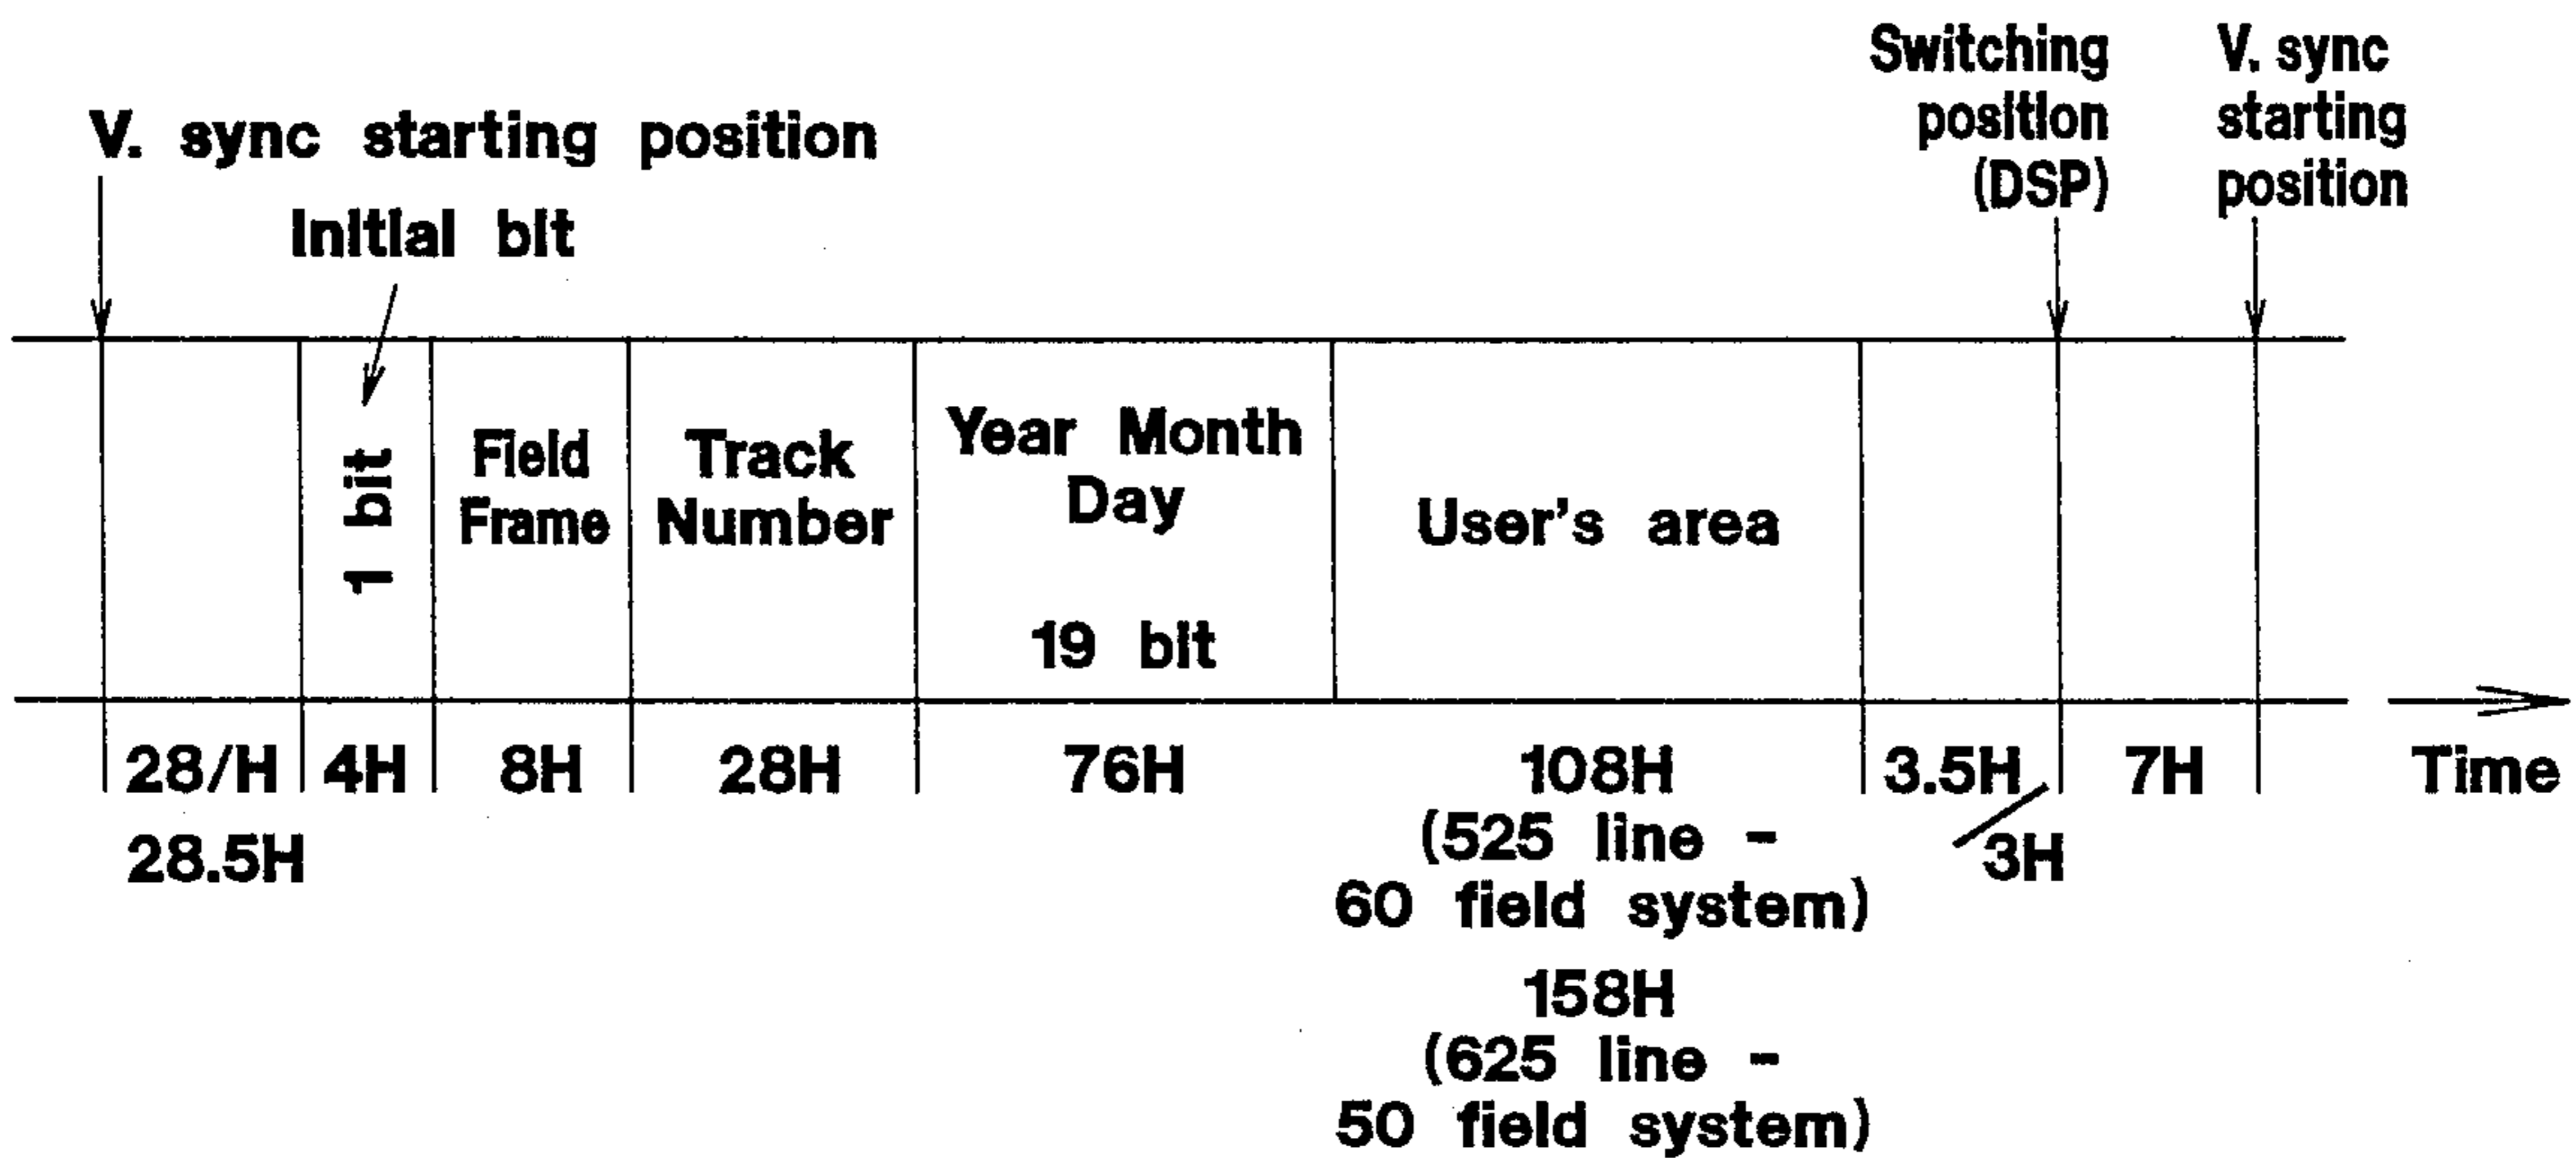 Switching
position
(DSP)
V. sync
starting
position
V. sync starting position
Initial bit
1 bit
Field
Frame
Track
Number
Year Month
Day
19 bit
User's area
28/H
28.5H
4H
8H
28H
76H
108H
(525 line -
60 field system)
158H
(625 line -
50 field system)
3.5H
/3H
7H
Time